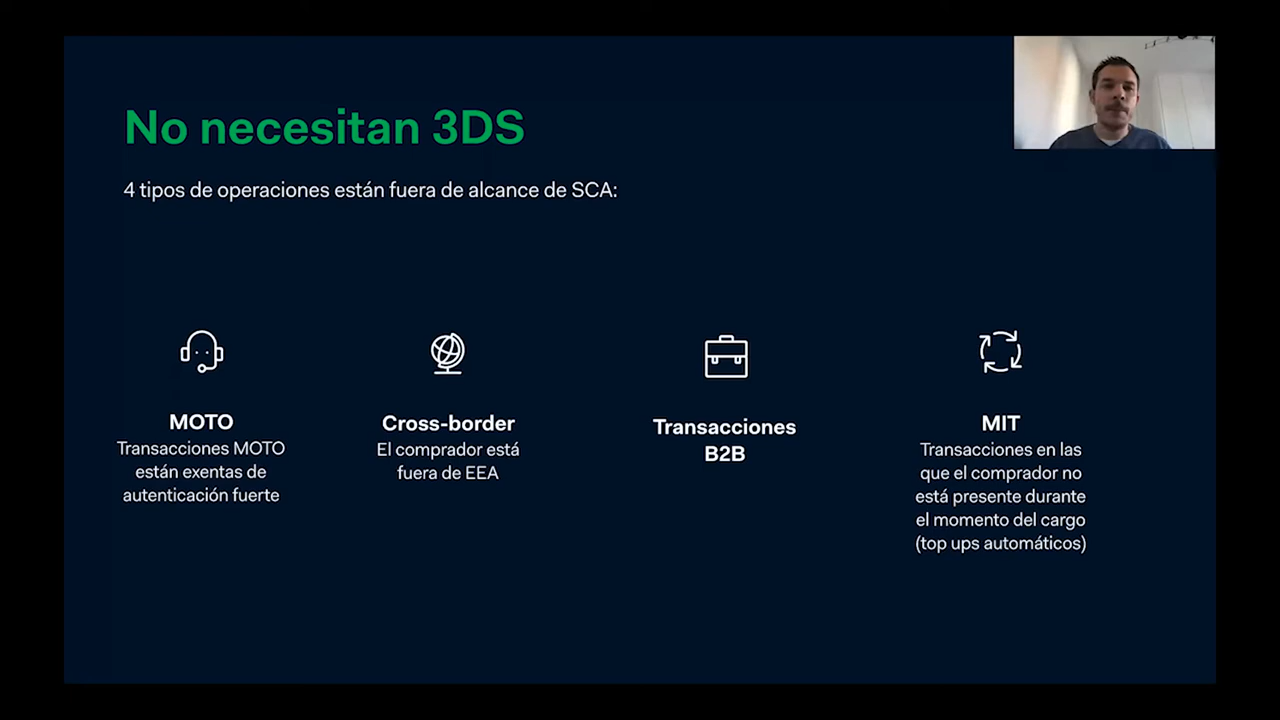 No necesitan 3DS
4 tipos de operaciones están fuera de alcance de SCA:
MOTO
Transacciones MOTO
están exentas de
autenticación fuerte
Cross-border
El comprador está
fuera de EEA
Transacciones
B2B
MIT
Transacciones en las
que el comprador no
está presente durante
el momento del cargo
(top ups automáticos)